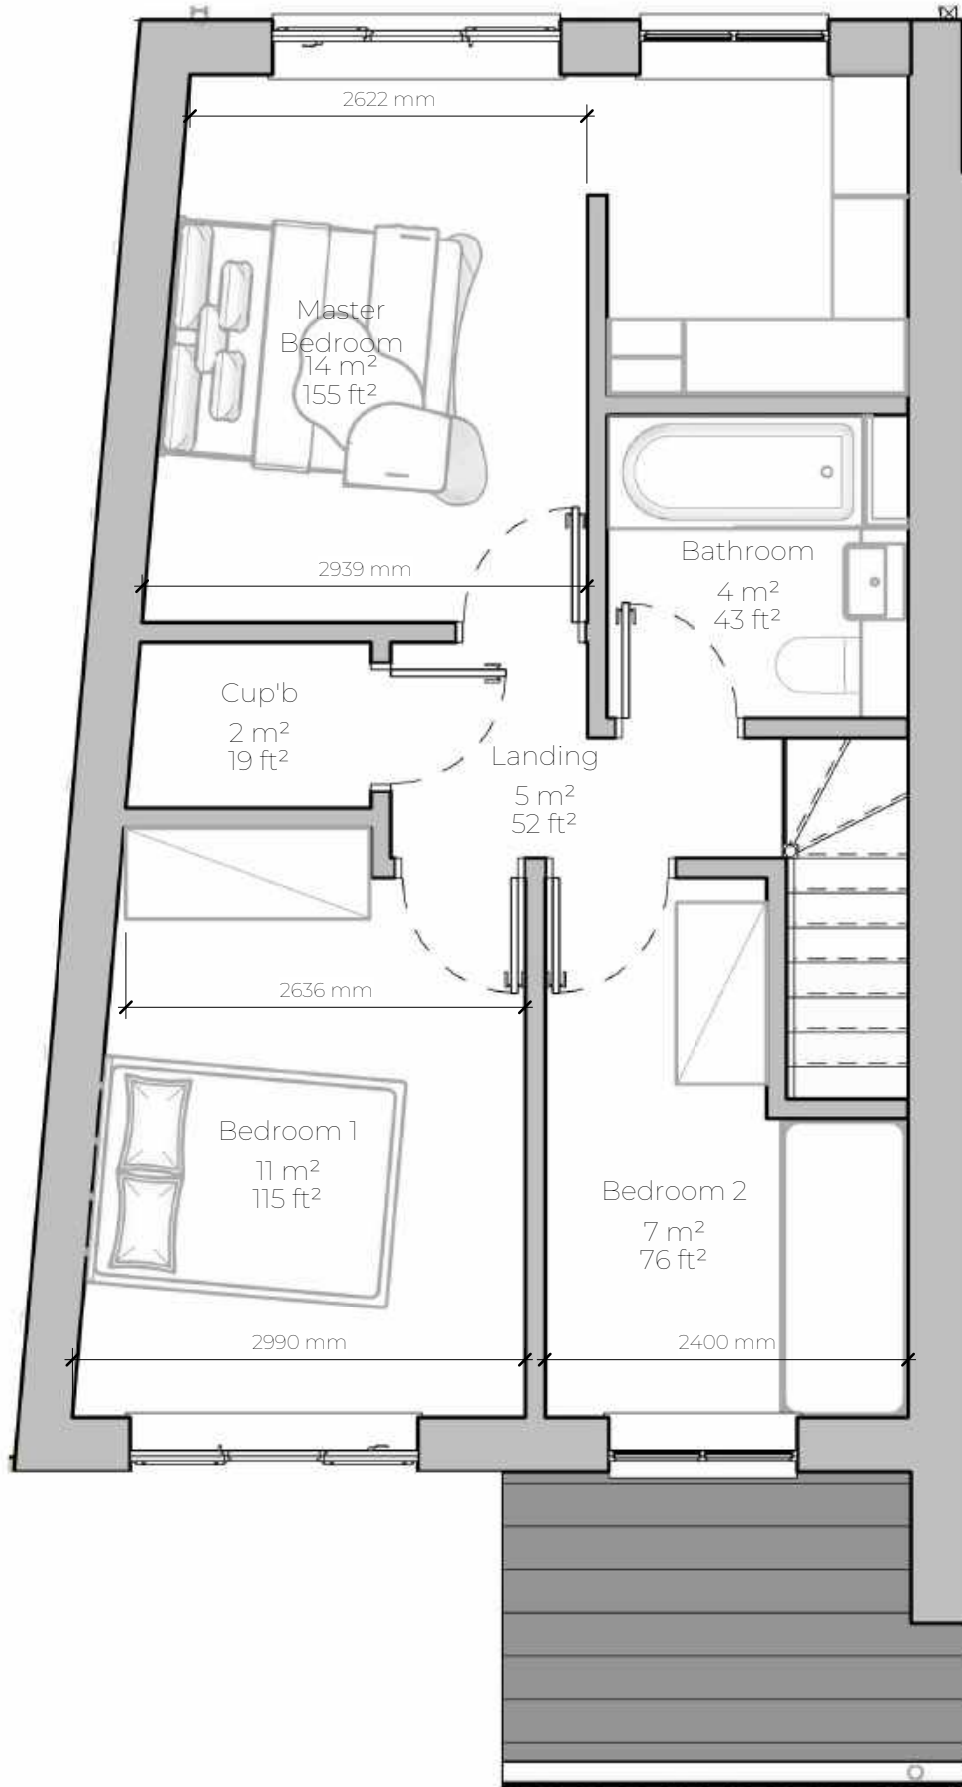 2622 mm
Master
Bedroom
14 m²
155 ft²
2939 mm
Bathroom
4 m²
43 ft²
Cup'b
2 m²
19 ft²
Landing
5 m²
52 ft²
2636 mm
Bedroom 1
11 m²
115 ft²
Bedroom 2
7 m²
76 ft²
2990 mm
2400 mm